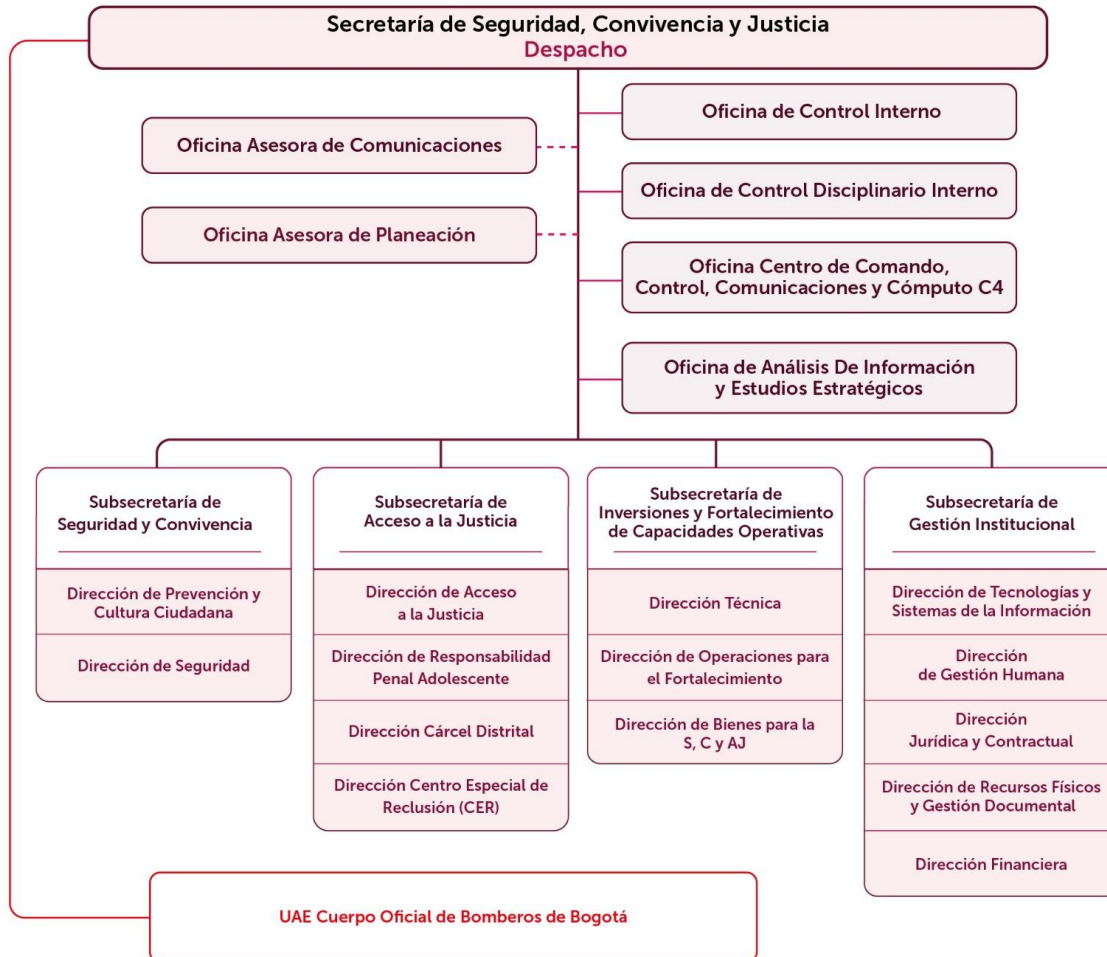 Secretaría de Seguridad, Convivencia y Justicia
Despacho
Oficina de Control Interno
Oficina Asesora de Comunicaciones
Oficina de Control Disciplinario Interno
Oficina Asesora de Planeación
Oficina Centro de Comando,
Control, Comunicaciones y Cómputo C4
Oficina de Análisis De Información
y Estudios Estratégicos
Subsecretaría de
Seguridad y Convivencia
Dirección de Prevención y
Cultura Ciudadana
Dirección de Seguridad
Subsecretaría de
Acceso a la Justicia
Dirección de Acceso
a la Justicia
Dirección de Responsabilidad
Penal Adolescente
Dirección Cárcel Distrital
Dirección Centro Especial de
Reclusión (CER)
Subsecretaría de
Inversiones y Fortalecimiento
de Capacidades Operativas
Dirección Técnica
Dirección de Operaciones para
el Fortalecimiento
Dirección de Bienes para la
S, C y AJ
Subsecretaría de
Gestión Institucional
Dirección de Tecnologías y
Sistemas de la Información
Dirección
de Gestión Humana
Dirección
Jurídica y Contractual
Dirección de Recursos Físicos
y Gestión Documental
Dirección Financiera
UAE Cuerpo Oficial de Bomberos de Bogotá